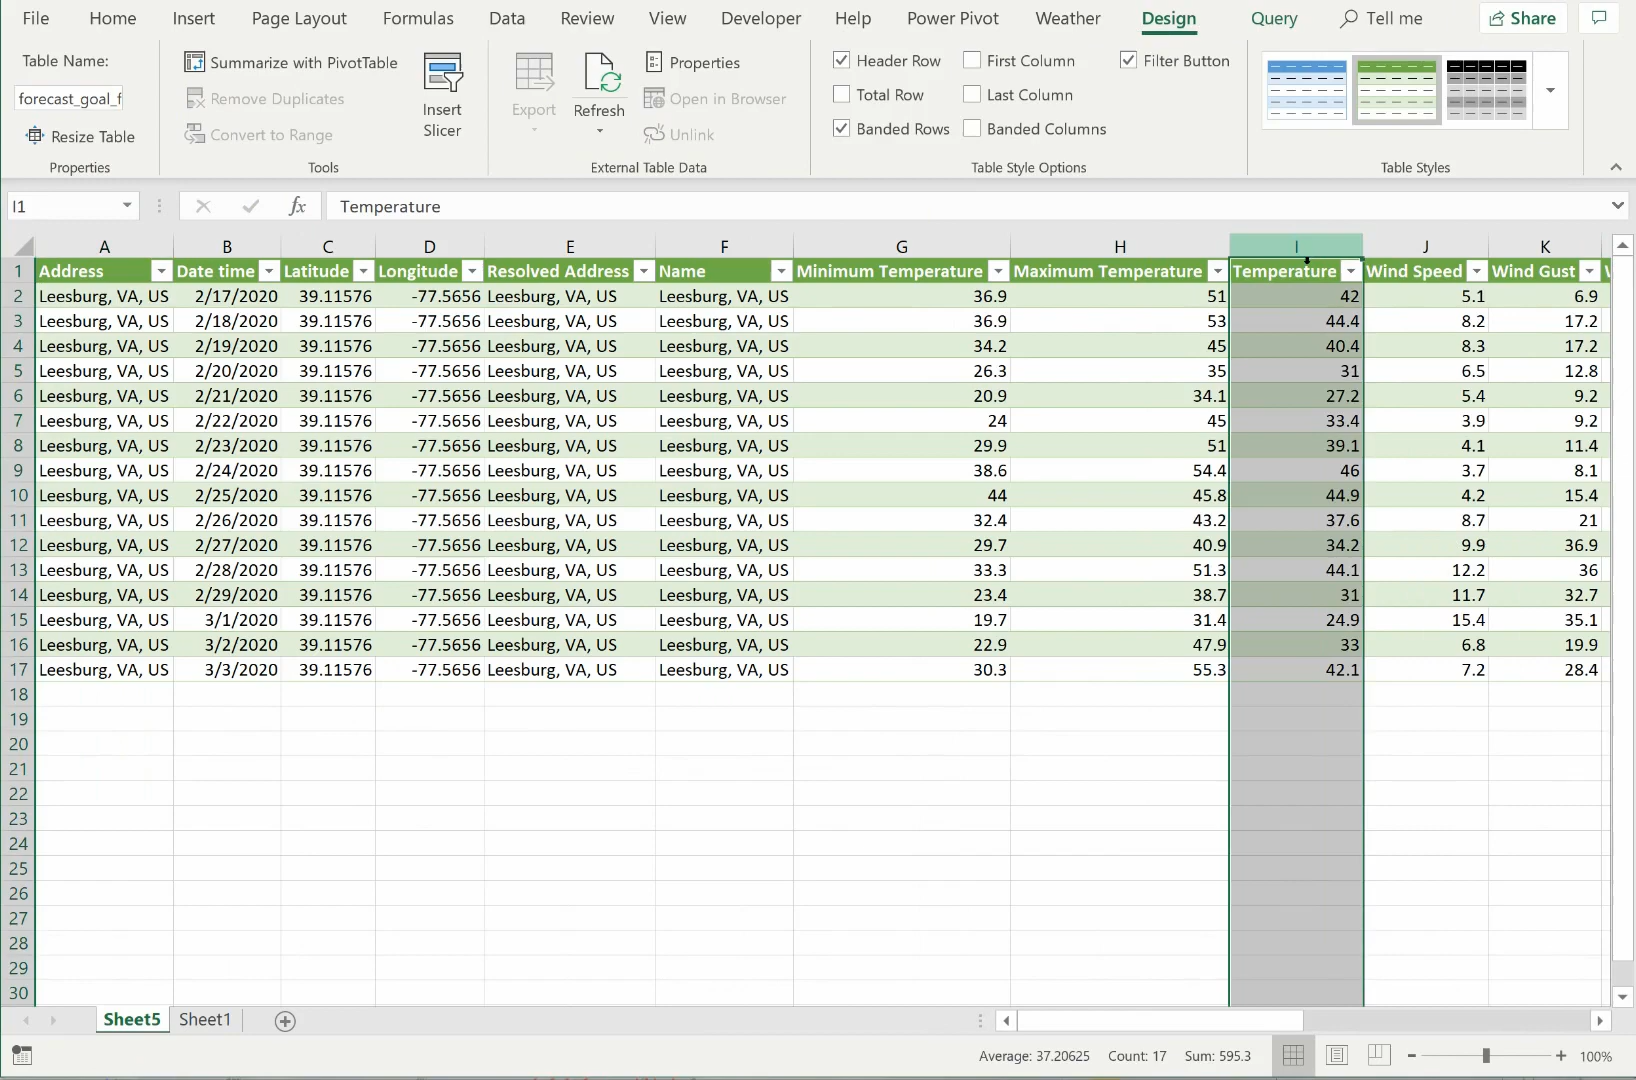 File Home Insert Page Layout Formulas Data Review View Developer Help Power Pivot Weather Design Query Tell me Share
Table Name:
forecast_goal_f
Resize Table
Properties
Summarize with PivotTable
Remove Duplicates
Convert to Range
Insert
Slicer
Tools
Export
Refresh
Properties
Open in Browser
Unlink
External Table Data
Header Row First Column Filter Button
Total Row Last Column
Banded Rows Banded Columns
Table Style Options
Table Styles
I1 fx Temperature
A B C D E F G H I J K
1 Address Date time Latitude Longitude Resolved Address Name Minimum Temperature Maximum Temperature Temperature Wind Speed Wind Gust
2 Leesburg, VA, US 2/17/2020 39.11576 -77.5656 Leesburg, VA, US Leesburg, VA, US 36.9 51 42 5.1 6.9
3 Leesburg, VA, US 2/18/2020 39.11576 -77.5656 Leesburg, VA, US Leesburg, VA, US 36.9 53 44.4 8.2 17.2
4 Leesburg, VA, US 2/19/2020 39.11576 -77.5656 Leesburg, VA, US Leesburg, VA, US 34.2 45 40.4 8.3 17.2
5 Leesburg, VA, US 2/20/2020 39.11576 -77.5656 Leesburg, VA, US Leesburg, VA, US 26.3 35 31 6.5 12.8
6 Leesburg, VA, US 2/21/2020 39.11576 -77.5656 Leesburg, VA, US Leesburg, VA, US 20.9 34.1 27.2 5.4 9.2
7 Leesburg, VA, US 2/22/2020 39.11576 -77.5656 Leesburg, VA, US Leesburg, VA, US 24 45 33.4 3.9 9.2
8 Leesburg, VA, US 2/23/2020 39.11576 -77.5656 Leesburg, VA, US Leesburg, VA, US 29.9 51 39.1 4.1 11.4
9 Leesburg, VA, US 2/24/2020 39.11576 -77.5656 Leesburg, VA, US Leesburg, VA, US 38.6 54.4 46 3.7 8.1
10 Leesburg, VA, US 2/25/2020 39.11576 -77.5656 Leesburg, VA, US Leesburg, VA, US 44 45.8 44.9 4.2 15.4
11 Leesburg, VA, US 2/26/2020 39.11576 -77.5656 Leesburg, VA, US Leesburg, VA, US 32.4 43.2 37.6 8.7 21
12 Leesburg, VA, US 2/27/2020 39.11576 -77.5656 Leesburg, VA, US Leesburg, VA, US 29.7 40.9 34.2 9.9 36.9
13 Leesburg, VA, US 2/28/2020 39.11576 -77.5656 Leesburg, VA, US Leesburg, VA, US 33.3 51.3 44.1 12.2 36
14 Leesburg, VA, US 2/29/2020 39.11576 -77.5656 Leesburg, VA, US Leesburg, VA, US 23.4 38.7 31 11.7 32.7
15 Leesburg, VA, US 3/1/2020 39.11576 -77.5656 Leesburg, VA, US Leesburg, VA, US 19.7 31.4 24.9 15.4 35.1
16 Leesburg, VA, US 3/2/2020 39.11576 -77.5656 Leesburg, VA, US Leesburg, VA, US 22.9 47.9 33 6.8 19.9
17 Leesburg, VA, US 3/3/2020 39.11576 -77.5656 Leesburg, VA, US Leesburg, VA, US 30.3 55.3 42.1 7.2 28.4
18
19
20
21
22
23
24
25
26
27
28
29
30
Sheet5 Sheet1
Average: 37.20625 Count: 17 Sum: 595.3 100%